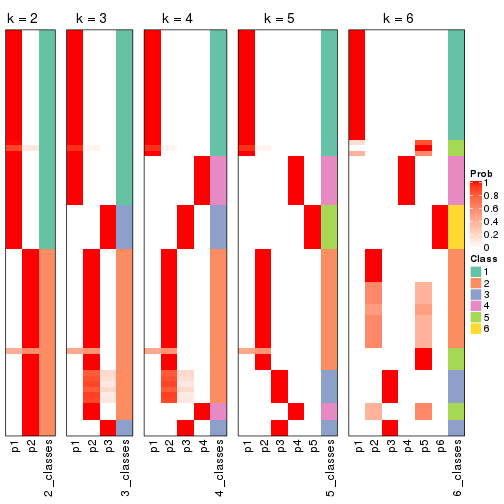 k = 2
k = 3
k = 4
k = 5
k = 6
Prob
1
0.8
0.6
0.4
0.2
0
Class
1
2
3
4
5
6
p1
p2
2_classes
p1
p2
p3
3_classes
p1
p2
p3
p4
4_classes
p1
p2
p3
p4
p5
5_classes
p1
p2
p3
p4
p5
p6
6_classes